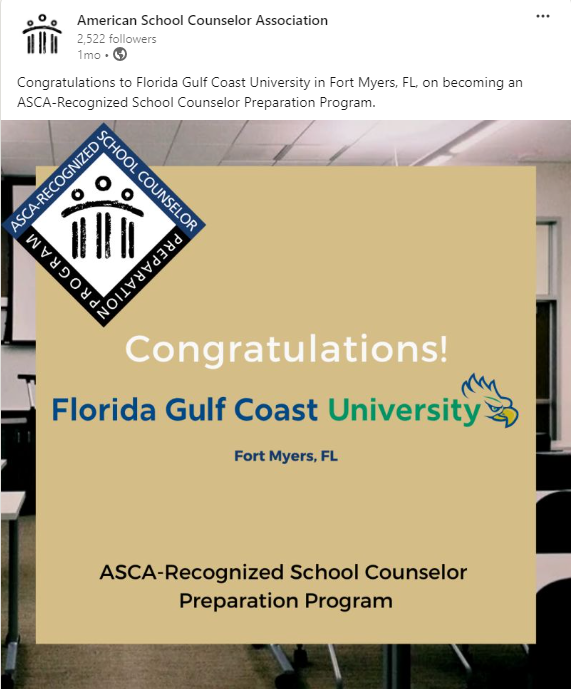 American School Counselor Association
2,522 followers
1mo •
Congratulations to Florida Gulf Coast University in Fort Myers, FL, on becoming an
ASCA-Recognized School Counselor Preparation Program.
ASCA-RECOGNIZED SCHOOL COUNSELOR
PREPARATION PROGRAM
Congratulations!
Florida Gulf Coast University
Fort Myers, FL
ASCA-Recognized School Counselor
Preparation Program